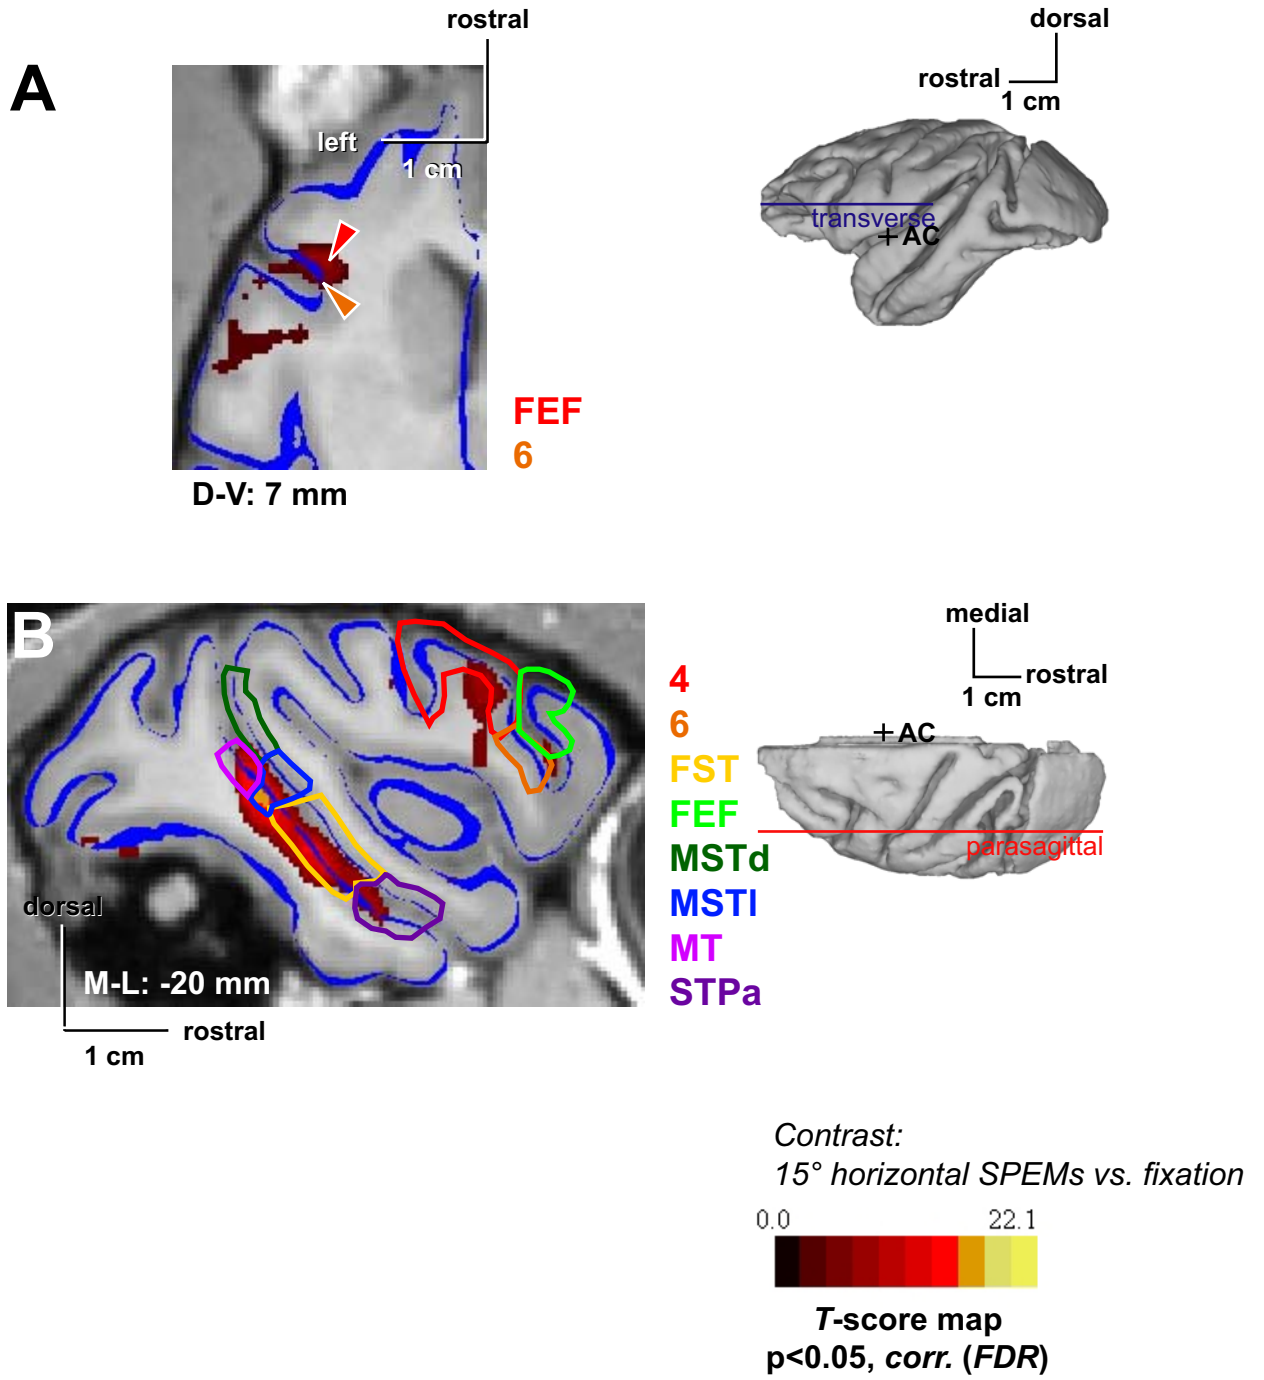 A
rostral
left
1 cm
FEF
6
D-V: 7 mm
dorsal
rostral
1 cm
transverse
AC
B
dorsal
M-L: -20 mm
rostral
1 cm
4
6
FST
FEF
MSTd
MSTl
MT
STPa
medial
rostral
1 cm
AC
parasagittal
Contrast:
15° horizontal SPEMs vs. fixation
0.0 22.1
T-score map
p<0.05, corr. (FDR)